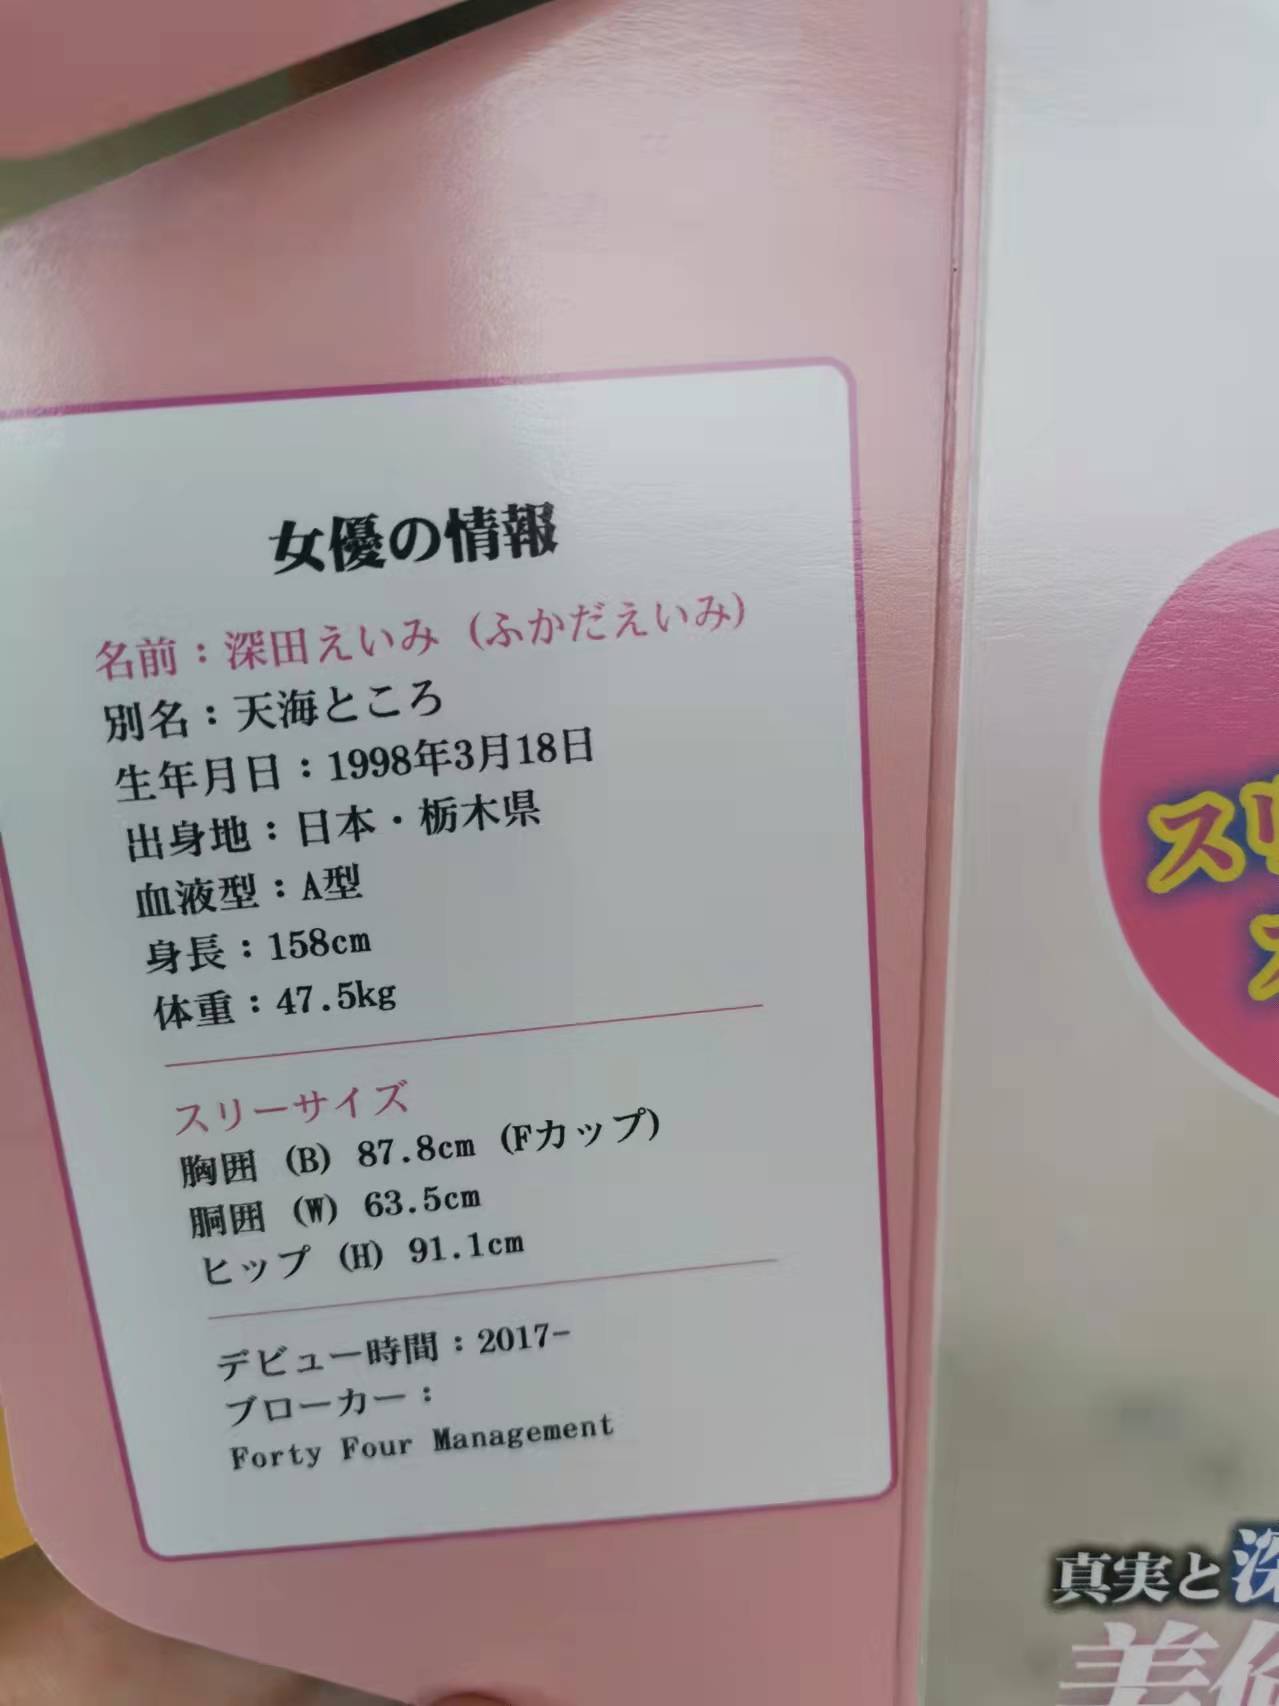 女優の情報
名前：深田えいみ（ふかだえいみ）
別名：天海ところ
生年月日：1998年3月18日
出身地：日本・栃木県
血液型：A型
身長：158cm
体重：47.5kg
スリーサイズ
胸囲 (B) 87.8cm (Fカップ)
胴囲 (W) 63.5cm
ヒップ (H) 91.1cm
デビュー時間：2017-
ブローカー：
Forty Four Management
ス
真実と深
美